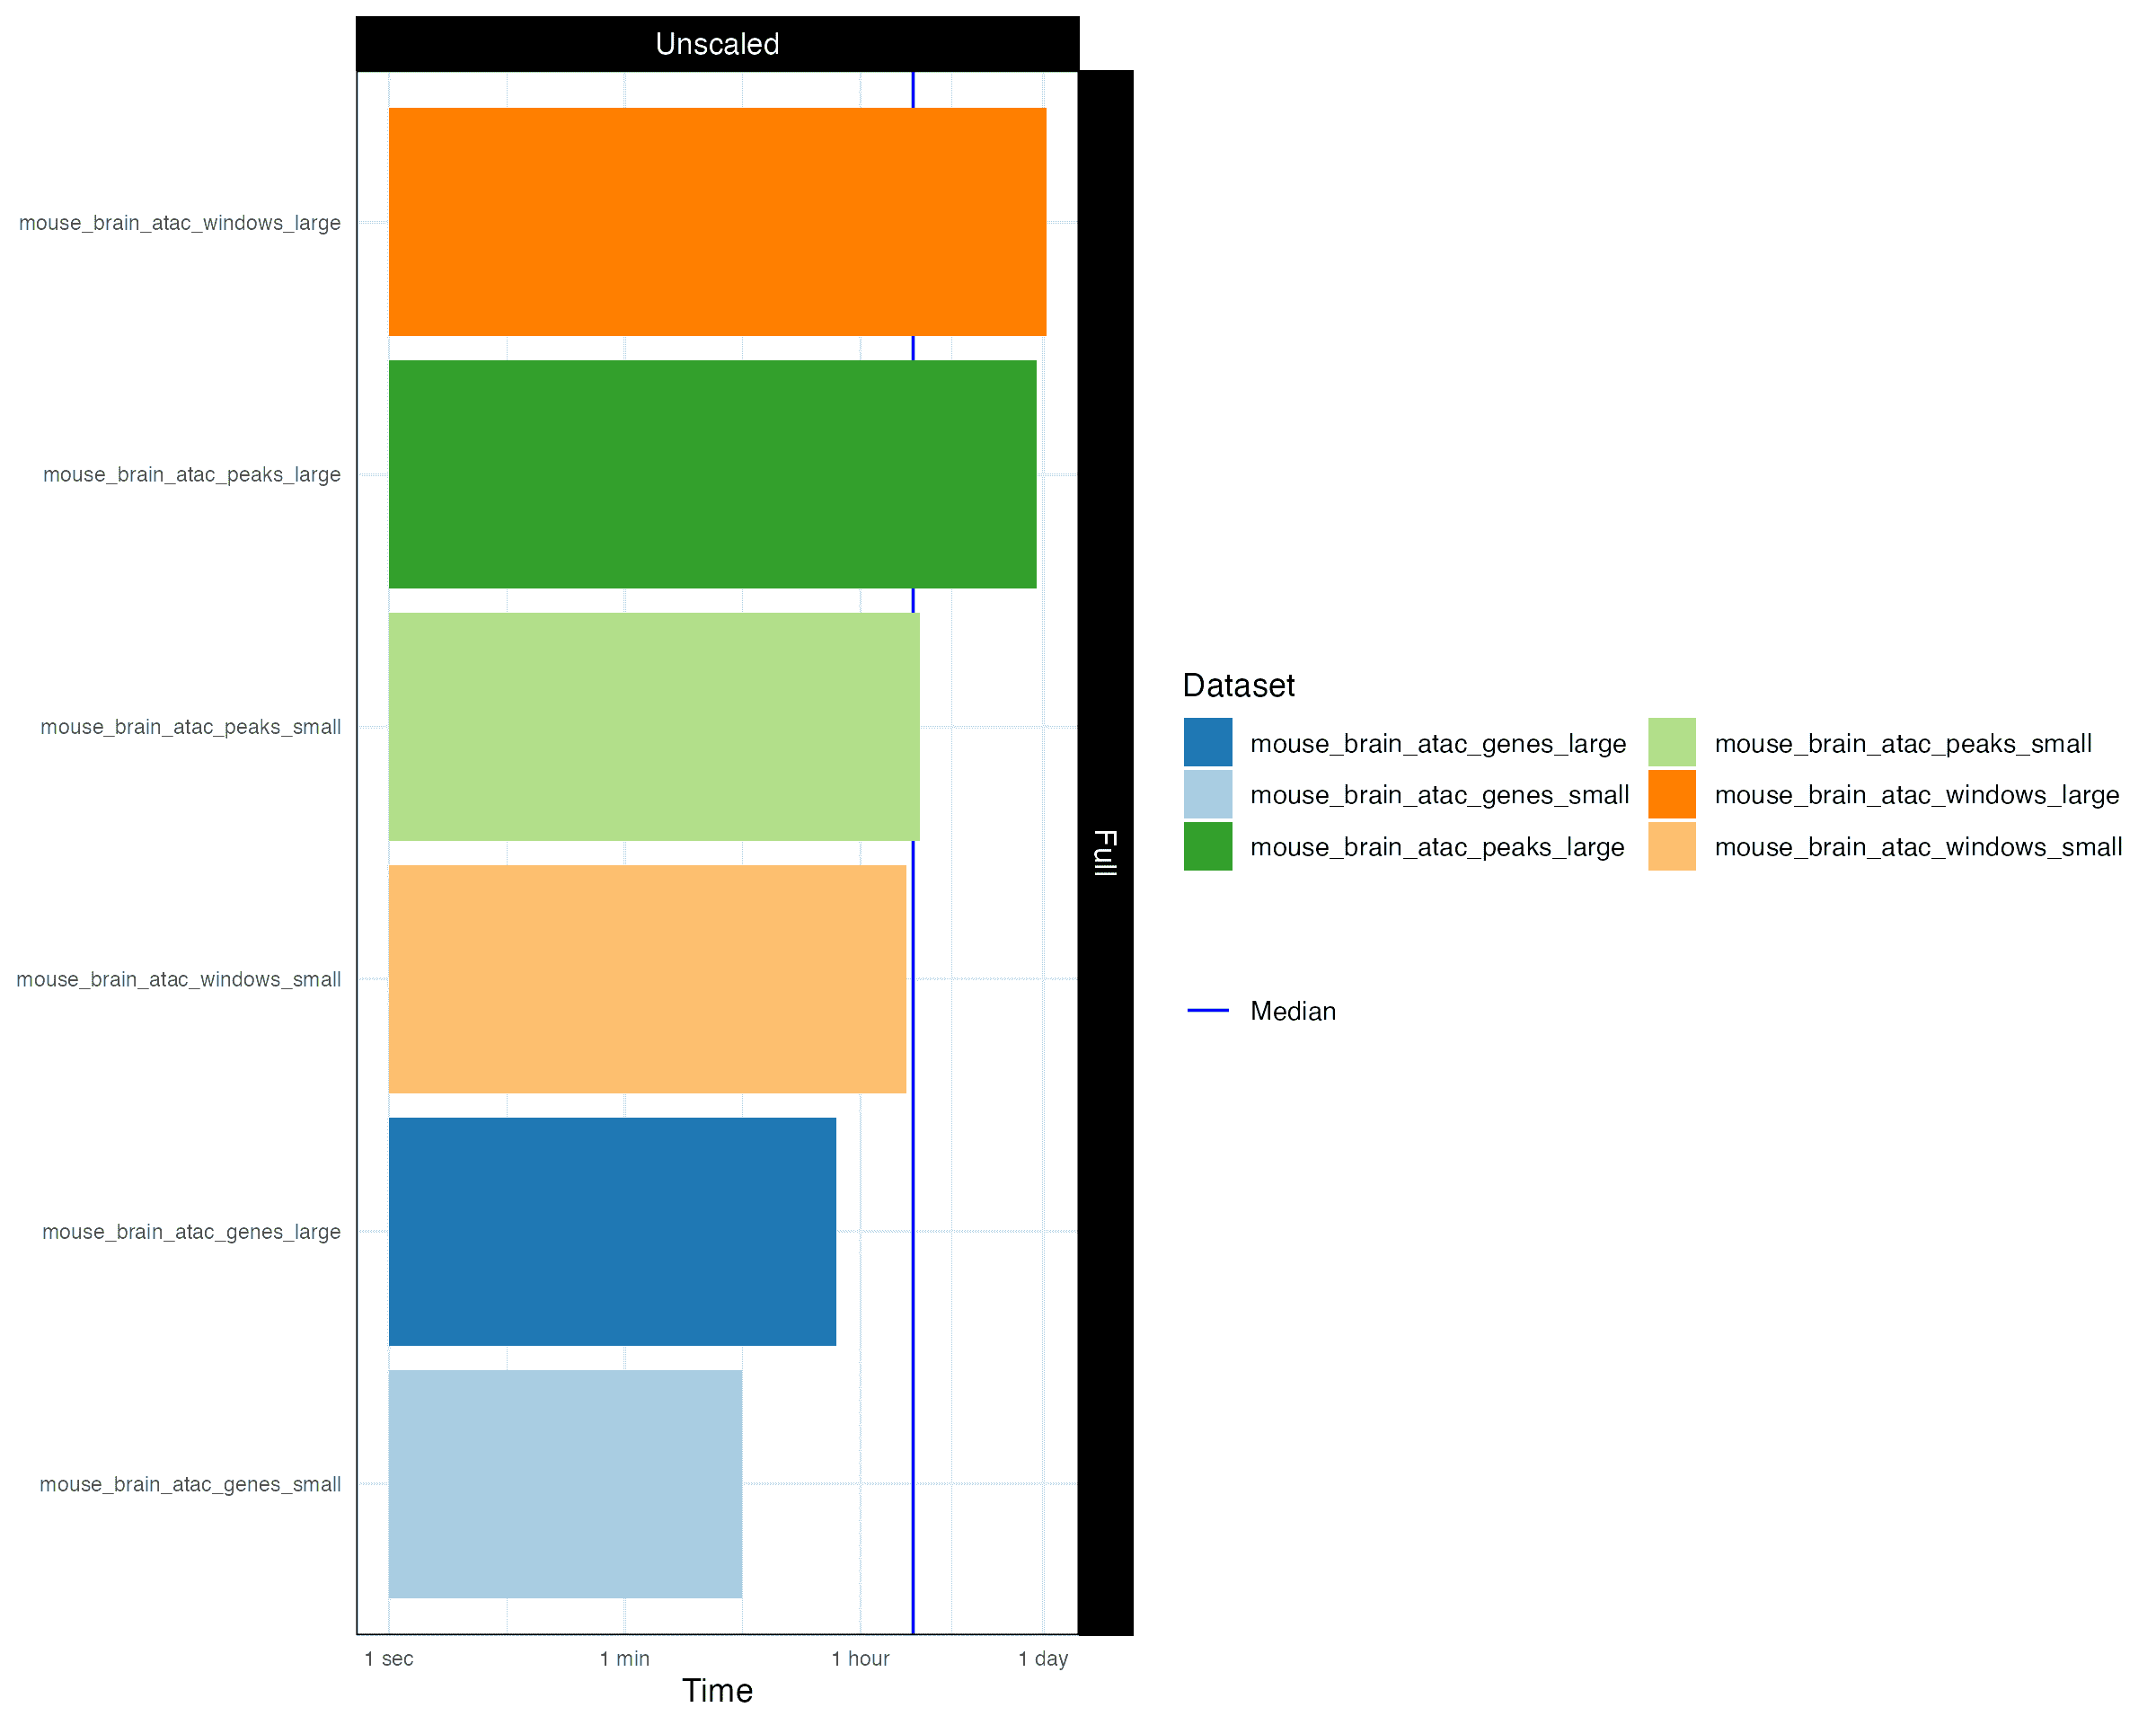 Unscaled
mouse_brain_atac_windows_large
mouse_brain_atac_peaks_large
mouse_brain_atac_peaks_small
mouse_brain_atac_windows_small
mouse_brain_atac_genes_large
mouse_brain_atac_genes_small
1 sec 1 min 1 hour 1 day
Time
Full
Dataset
mouse_brain_atac_genes_large mouse_brain_atac_peaks_small
mouse_brain_atac_genes_small mouse_brain_atac_windows_large
mouse_brain_atac_peaks_large mouse_brain_atac_windows_small
Median